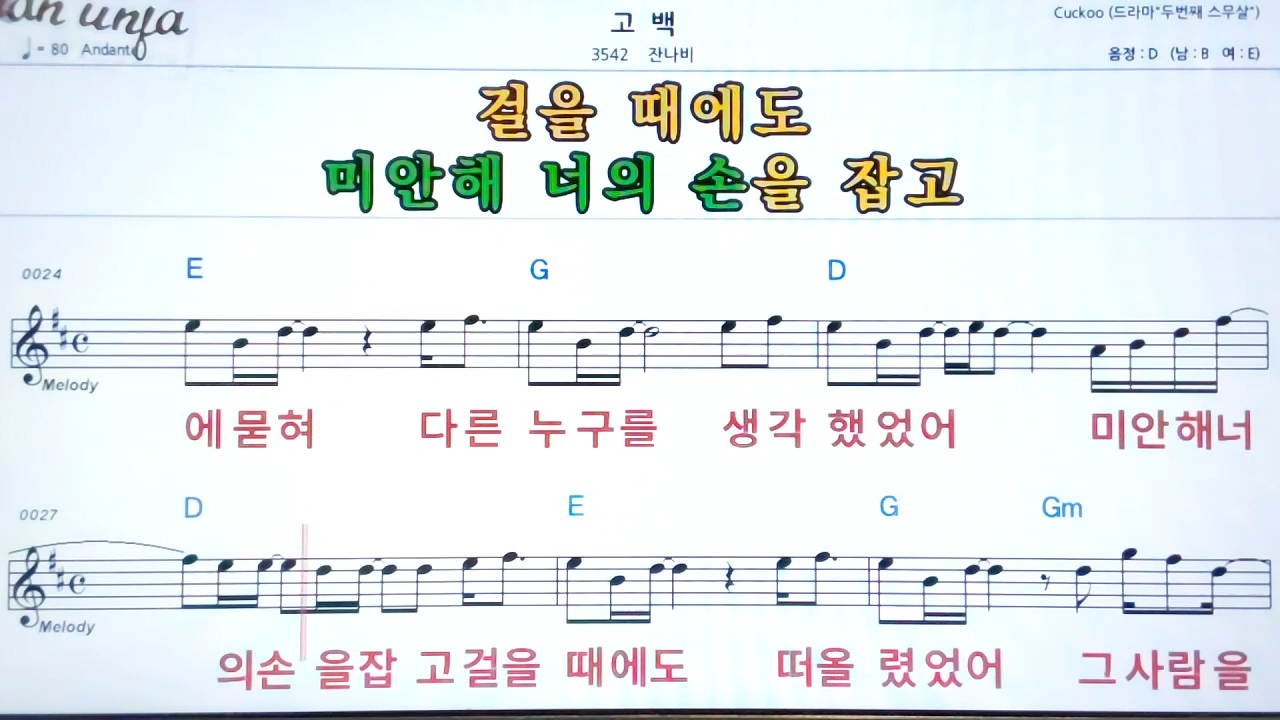 고 백
Cuckoo (드라마"두번째 스무살")
♩= 80 Andante
3542 잔나비
음정 : D (남 : B 여 : E)
걸을 때에도
미안해 너의 손을 잡고
0024 E G D
Melody
에 묻 혀 다 른 누 구 를 생 각 했 었 어 미 안 해 너
0027 D E G Gm
Melody
의 손 을 잡 고 걸 을 때 에 도 떠 올 렸 었 어 그 사 람 을